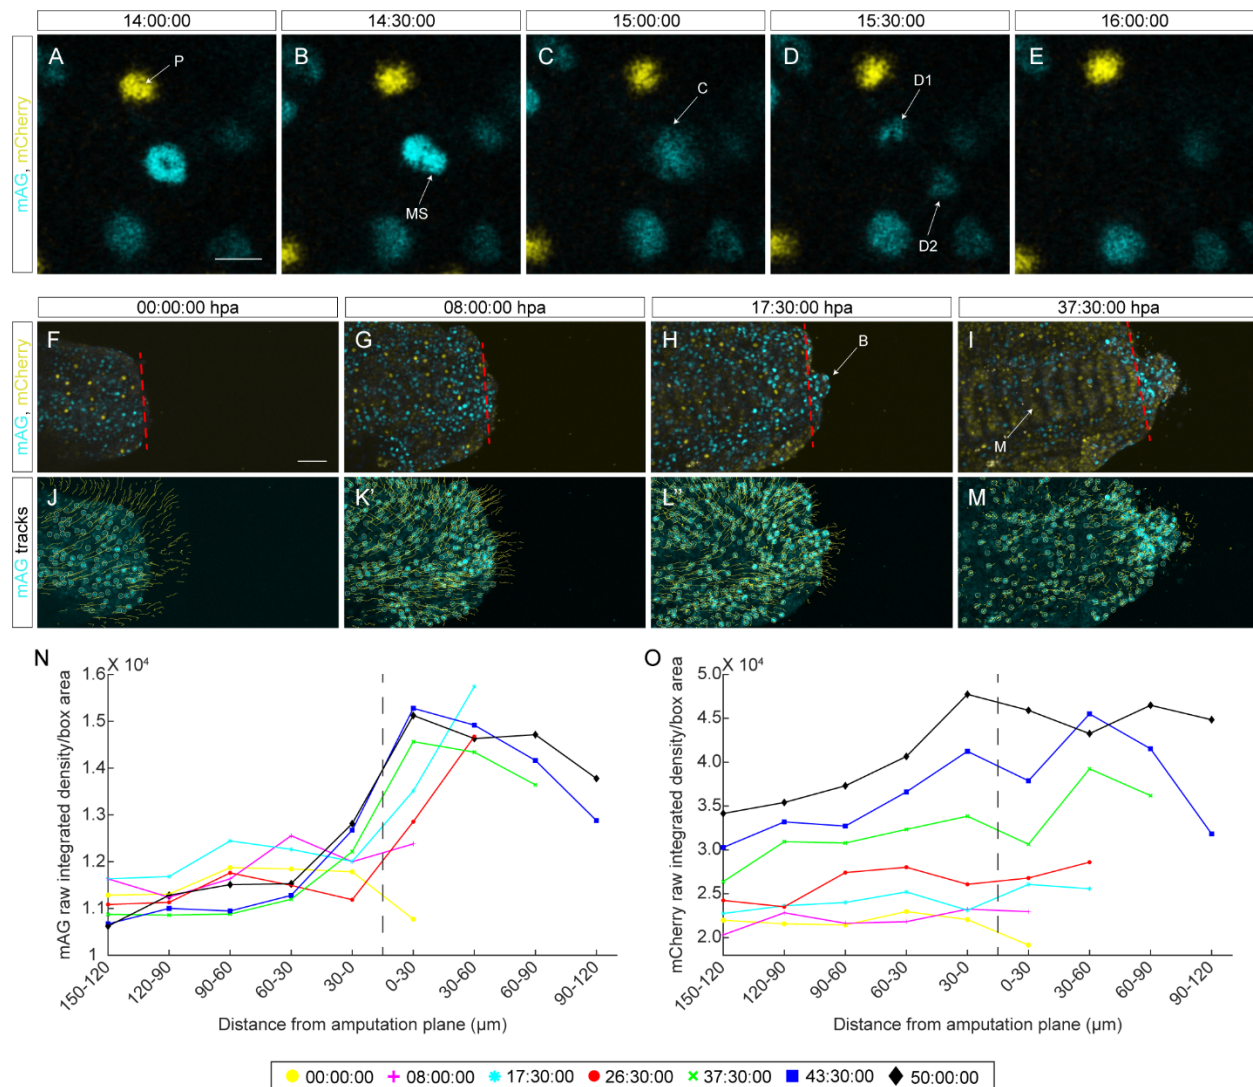 14:00:00 14:30:00 15:00:00 15:30:00 16:00:00
mAG, mCherry
A P
B MS
C C
D D1 D2
E
00:00:00 hpa 08:00:00 hpa 17:30:00 hpa 37:30:00 hpa
mAG, mCherry
F
G
H B
I M
mAG tracks
J
K'
L"
M
N
X 10⁴
mAG raw integrated density/box area
1.6
1.5
1.4
1.3
1.2
1.1
1
150-120 120-90 90-60 60-30 30-0 0-30 30-60 60-90 90-120
Distance from amputation plane (µm)
O
X 10⁴
mCherry raw integrated density/box area
5.0
4.5
4.0
3.5
3.0
2.5
2.0
150-120 120-90 90-60 60-30 30-0 0-30 30-60 60-90 90-120
Distance from amputation plane (µm)
00:00:00 08:00:00 17:30:00 26:30:00 37:30:00 43:30:00 50:00:00